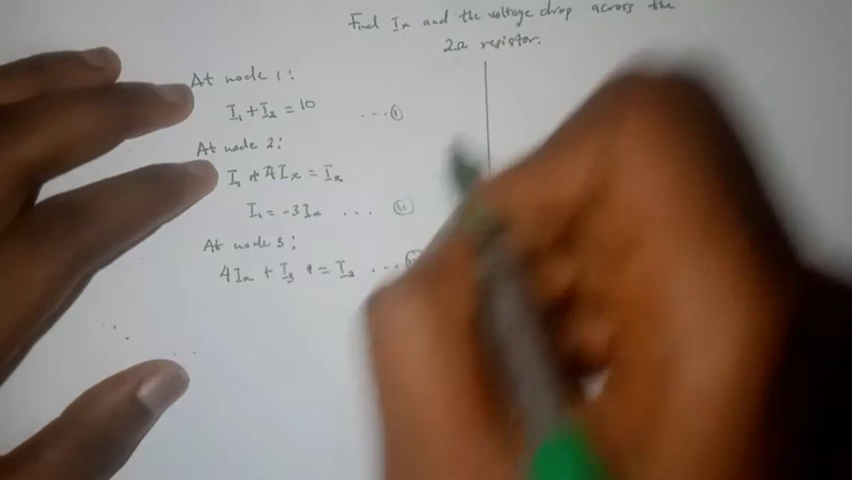 Find Ix and the voltage drop across the
2Ω resistor.
At node 1:
I₁ + I₂ = 10 ... (i)
At node 2:
I₁ + 4Ix = Ix
I₁ = -3Ix ... (ii)
At node 3:
4Ix + I₃ = I₂ ...